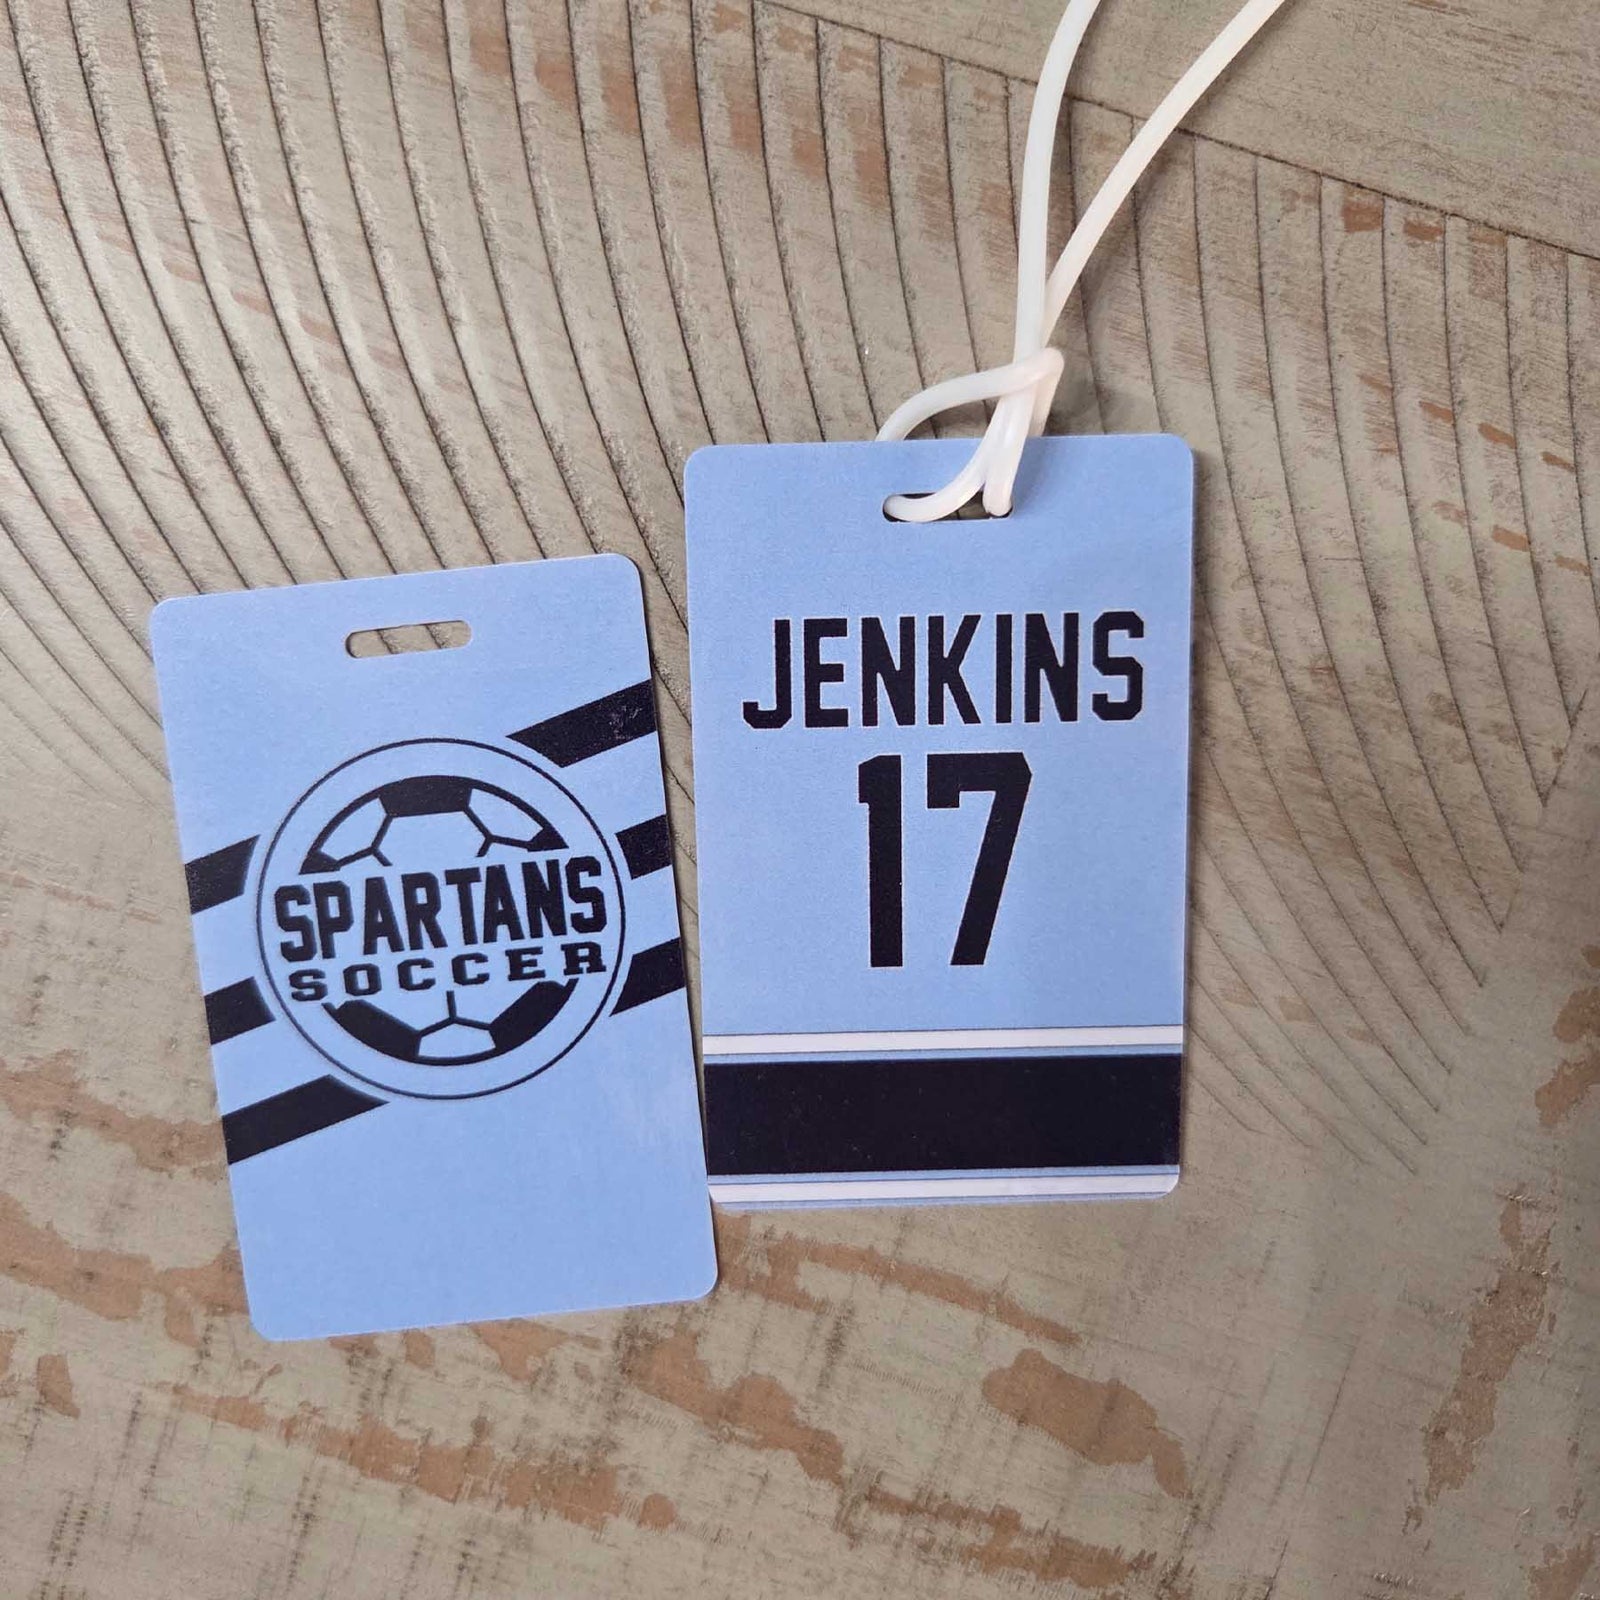 SPARTANS
SOCCER
JENKINS
17